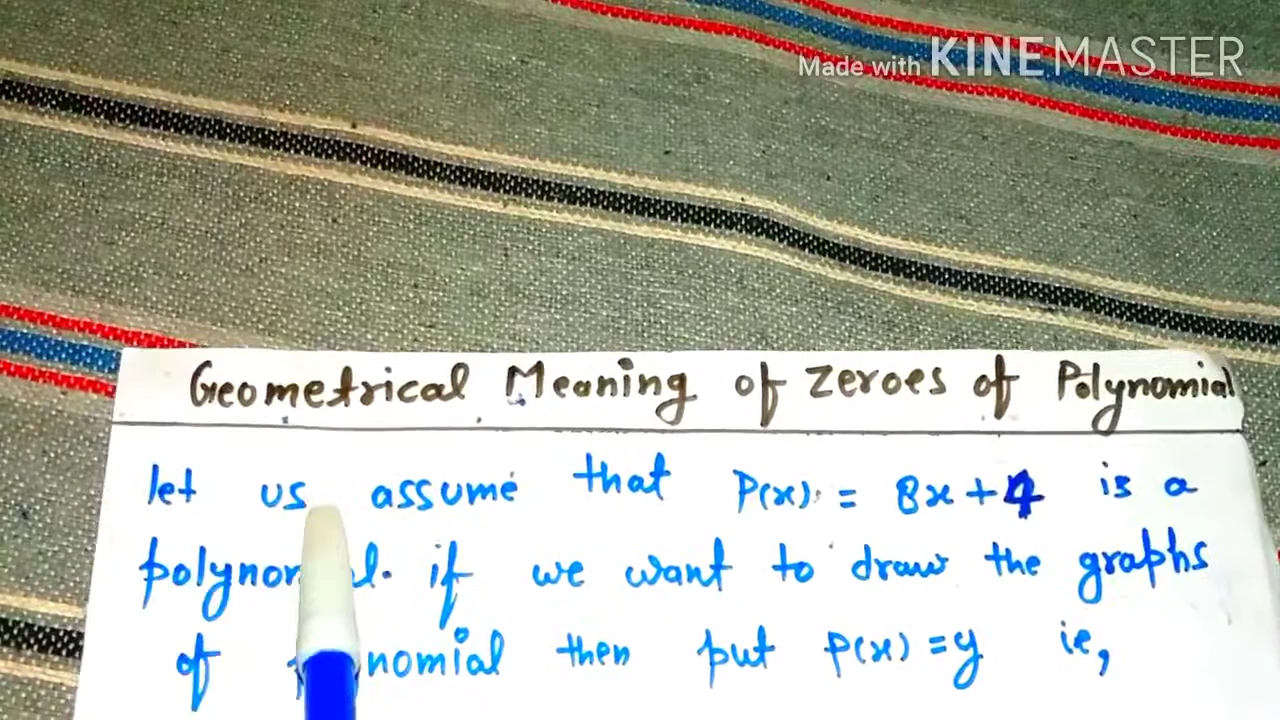 Made with KINEMASTER
Geometrical Meaning of Zeroes of Polynomial
let us assume that P(x) = 8x+4 is a
if we want to draw the graphs
of then put p(x) = y ie,